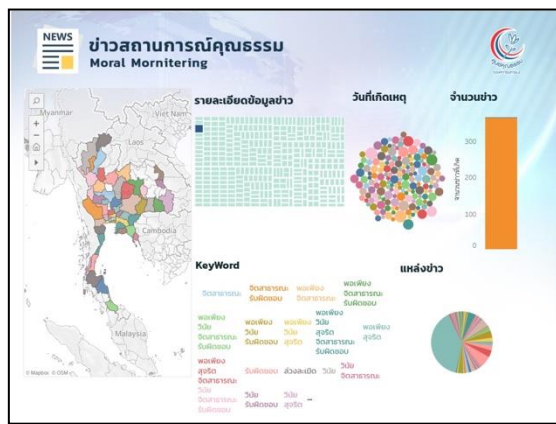 NEWS
ข่าวสถานการณ์คุณธรรม
Moral Mornitering
รายละเอียดข้อมูลข่าว
วันที่เกิดเหตุ
จำนวนข่าว
Myanmar
Viet Nam
Laos
Cambodia
Malaysia
© Mapbox © OSM
300
200
100
0
KeyWord
แหล่งข่าว
จิตสาธารณะ
จิตสาธารณะ
รับผิดชอบ
พอเพียง
จิตสาธารณะ
พอเพียง
จิตสาธารณะ
รับผิดชอบ
พอเพียง
วินัย
จิตสาธารณะ
รับผิดชอบ
พอเพียง
วินัย
รับผิดชอบ
พอเพียง
วินัย
สุจริต
พอเพียง
วินัย
สุจริต
จิตสาธารณะ
รับผิดชอบ
พอเพียง
สุจริต
พอเพียง
สุจริต
จิตสาธารณะ
รับผิดชอบ
ล่วงละเมิด
วินัย
วินัย
จิตสาธารณะ
วินัย
จิตสาธารณะ
รับผิดชอบ
วินัย
รับผิดชอบ
วินัย
สุจริต